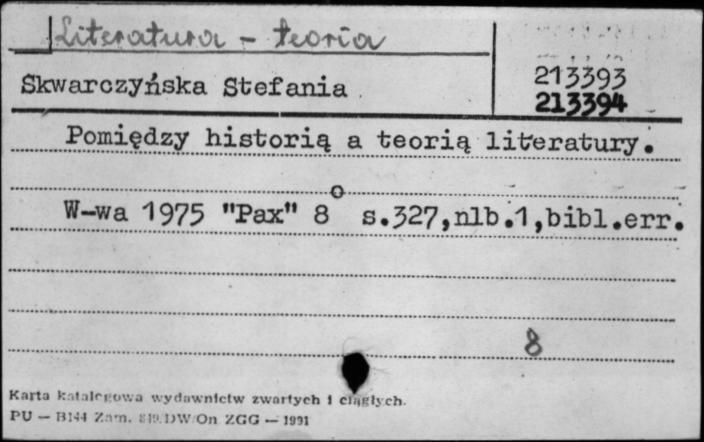 Literatura - teoria
Skwarczyńska Stefania
213393
213394
Pomiędzy historią a teorią literatury.
W-wa 1975 "Pax" 8o s.327,nlb.1,bibl.err.
8
Karta katalogowa wydawnictw zwartych i ciągłych.
PU — B144 Zam. 819/DW/On ZGG — 1991